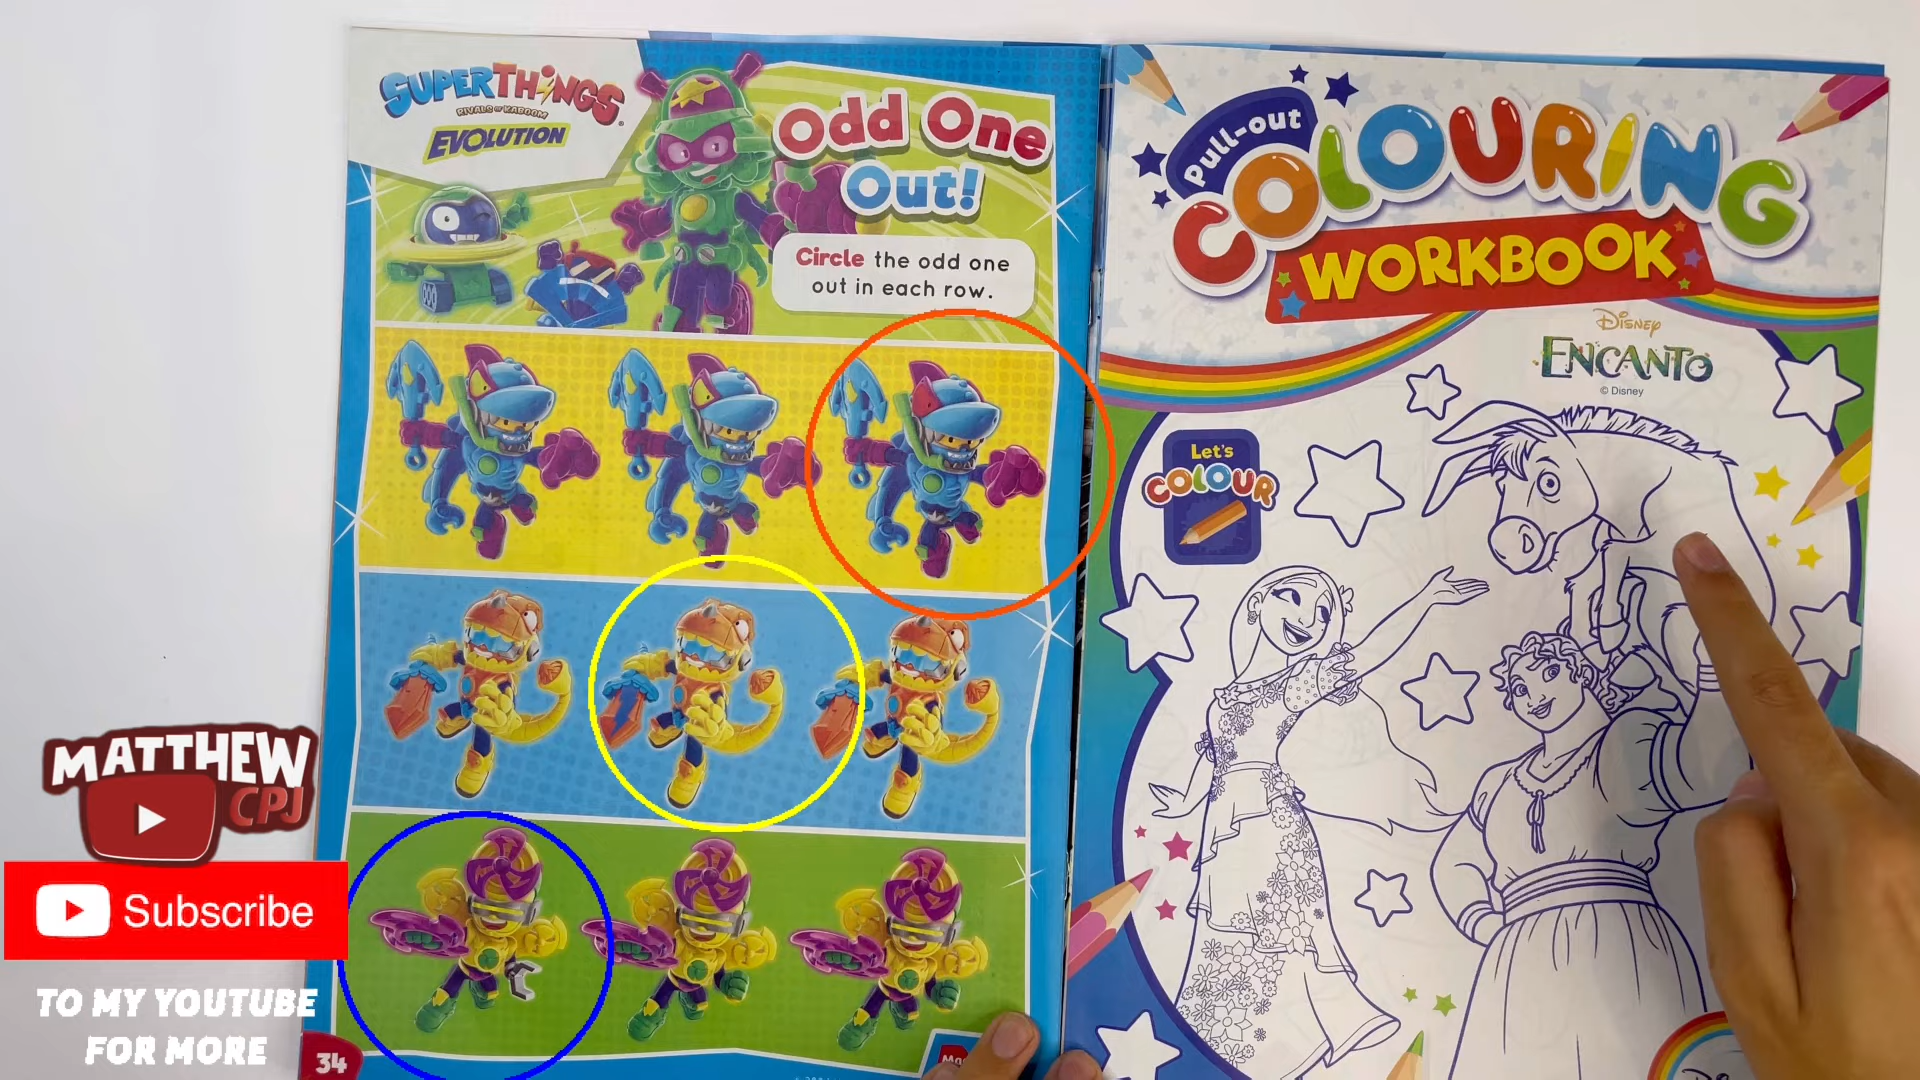 SUPERTHINGS
RIVALS OF KABOOM
EVOLUTION
Odd One
Out!
Circle the odd one
out in each row.
34
Pull-out
COLOURING
WORKBOOK
Disney
ENCANTO
© Disney
Let's
COLOUR
MATTHEW
CPJ
Subscribe
TO MY YOUTUBE
FOR MORE